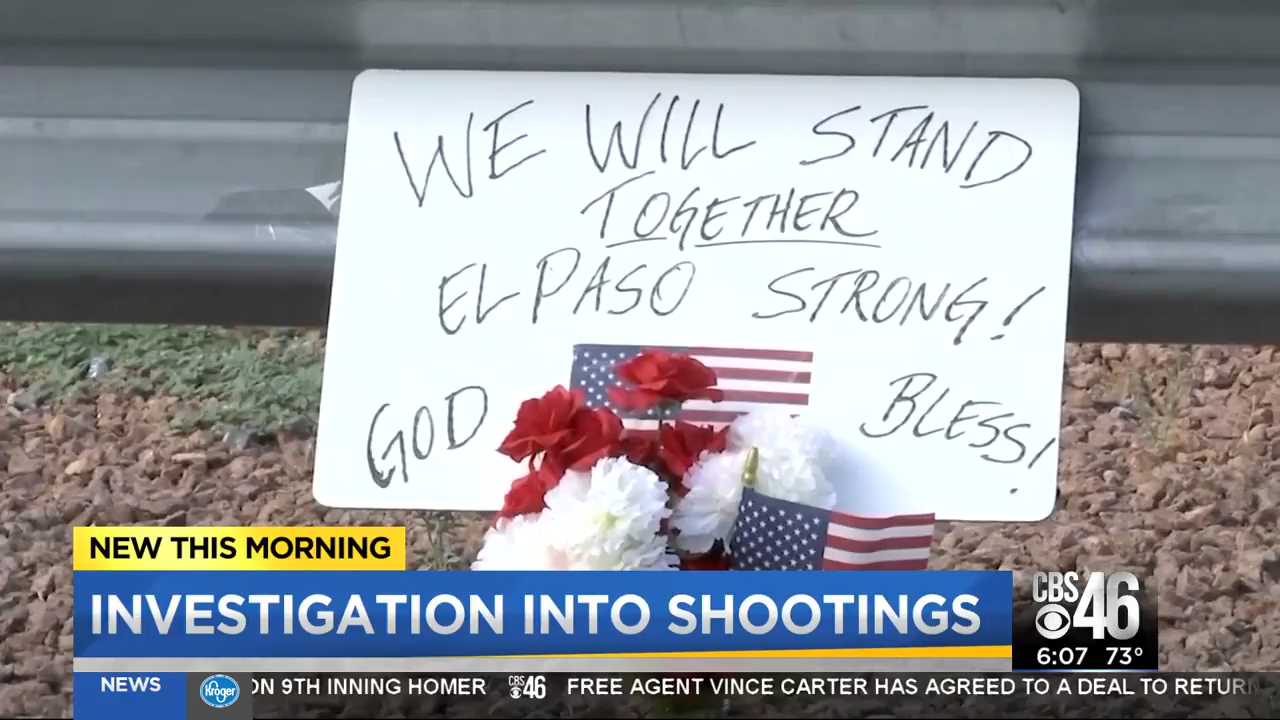 WE WILL STAND
TOGETHER
EL PASO STRONG!
GOD BLESS!
NEW THIS MORNING
INVESTIGATION INTO SHOOTINGS
CBS 46
6:07 73°
NEWS
Kroger
ON 9TH INNING HOMER CBS 46 FREE AGENT VINCE CARTER HAS AGREED TO A DEAL TO RETURN